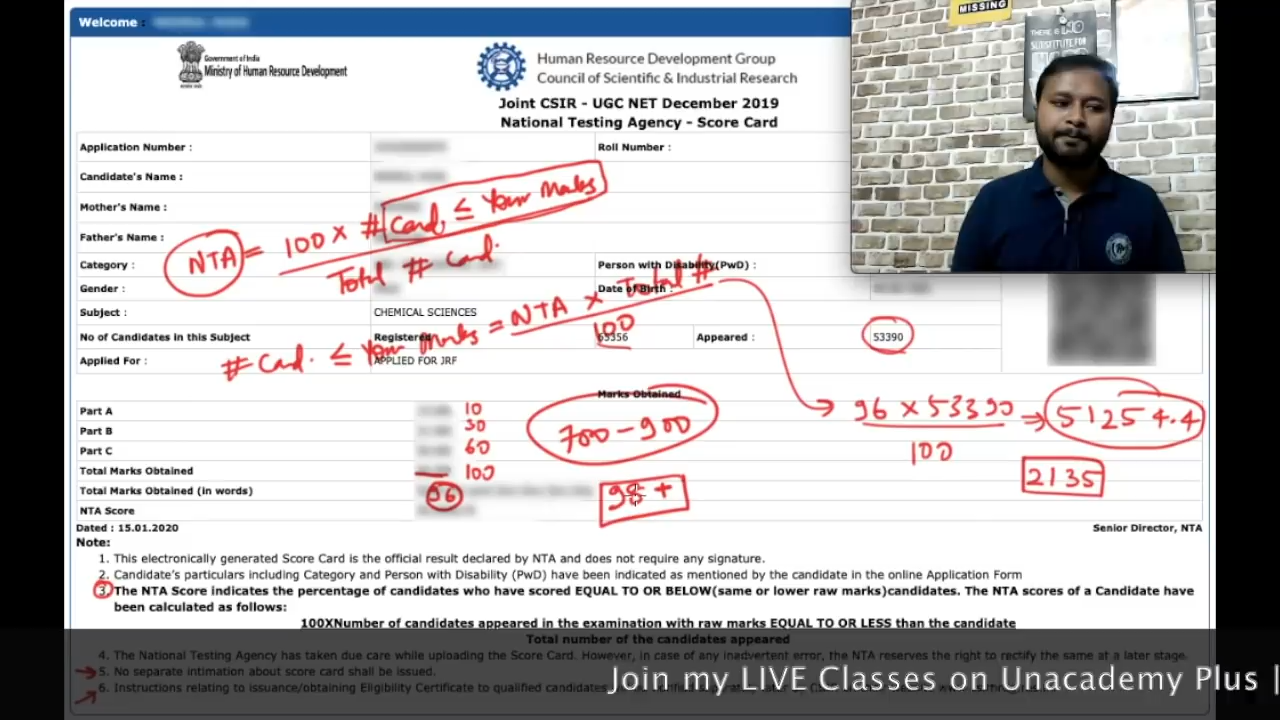 Welcome :
MISSING
THERE IS NO
SUBSTITUTE FOR
Government of India
Ministry of Human Resource Development
Human Resource Development Group
Council of Scientific & Industrial Research
Joint CSIR - UGC NET December 2019
National Testing Agency - Score Card
Application Number :
Roll Number :
Candidate's Name :
Mother's Name :
Father's Name :
NTA = 100 x # Cand. ≤ Your Marks
Total # Cand.
Category :
Person with Disability(PwD) :
Gender :
Date of Birth :
Subject :
CHEMICAL SCIENCES
# Cand. ≤ Your Marks = NTA x Total #
100
No of Candidates in this Subject
Registered
65356
Appeared :
53390
Applied For :
APPLIED FOR JRF
Marks Obtained
Part A
10
Part B
30
Part C
60
Total Marks Obtained
100
Total Marks Obtained (in words)
96
NTA Score
700-900
98 +
96 x 53390
100
⇒ 51254.4
2135
Dated : 15.01.2020
Senior Director, NTA
Note:
1. This electronically generated Score Card is the official result declared by NTA and does not require any signature.
2. Candidate's particulars including Category and Person with Disability (PwD) have been indicated as mentioned by the candidate in the online Application Form
3. The NTA Score indicates the percentage of candidates who have scored EQUAL TO OR BELOW(same or lower raw marks)candidates. The NTA scores of a Candidate have
been calculated as follows:
100XNumber of candidates appeared in the examination with raw marks EQUAL TO OR LESS than the candidate
Total number of the candidates appeared
4. The National Testing Agency has taken due care while uploading the Score Card. However, in case of any inadvertent error, the NTA reserves the right to rectify the same at a later stage.
5. No separate intimation about score card shall be issued.
6. Instructions relating to issuance/obtaining Eligibility Certificate to qualified
Join my LIVE Classes on Unacademy Plus |